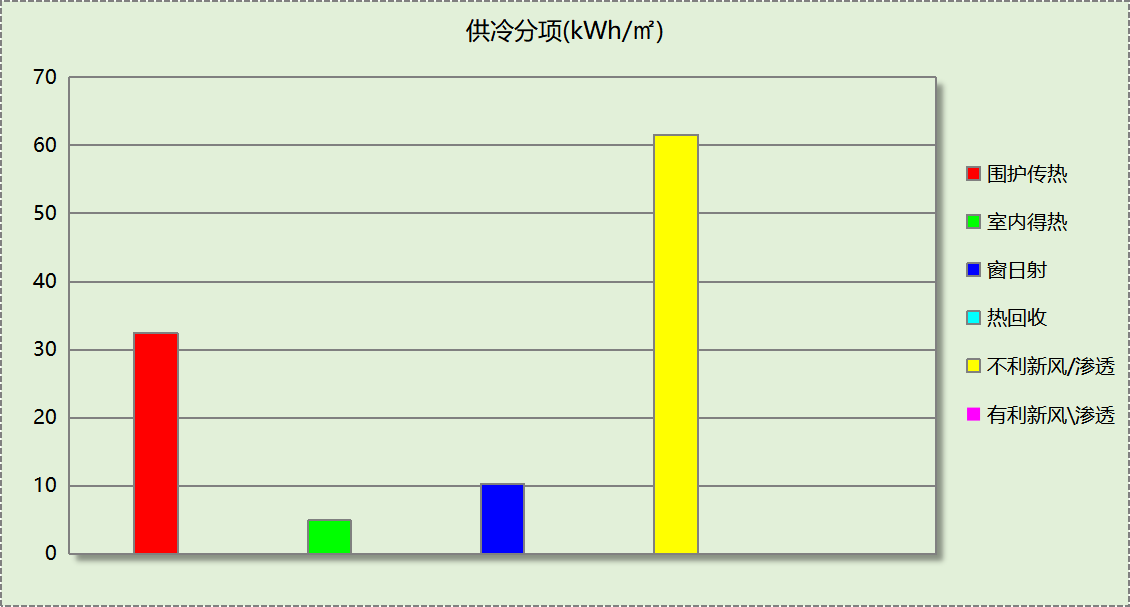 供冷分项(kWh/㎡)
70
60
50
40
30
20
10
0
围护传热
室内得热
窗日射
热回收
不利新风/渗透
有利新风\渗透